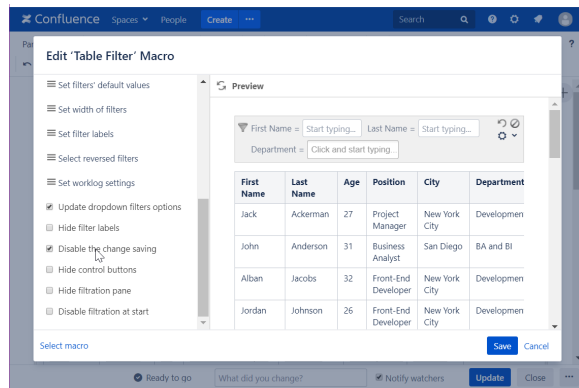 Confluence Spaces People Create ··· Search
Pa
Edit ‘Table Filter’ Macro
Set filters' default values
Set width of filters
Set filter labels
Select reversed filters
Set worklog settings
Update dropdown filters options
Hide filter labels
Disable the change saving
Hide control buttons
Hide filtration pane
Disable filtration at start
Preview
First Name = Start typing... Last Name = Start typing...
Department = Click and start typing...
First Name Last Name Age Position City Department
Jack Ackerman 27 Project Manager New York City Developmen
John Anderson 31 Business Analyst San Diego BA and BI
Alban Jacobs 32 Front-End Developer New York City Developmen
Jordan Johnson 26 Front-End Developer New York City Developmen
Select macro
Save Cancel
Ready to go What did you change? Notify watchers Update Close ···